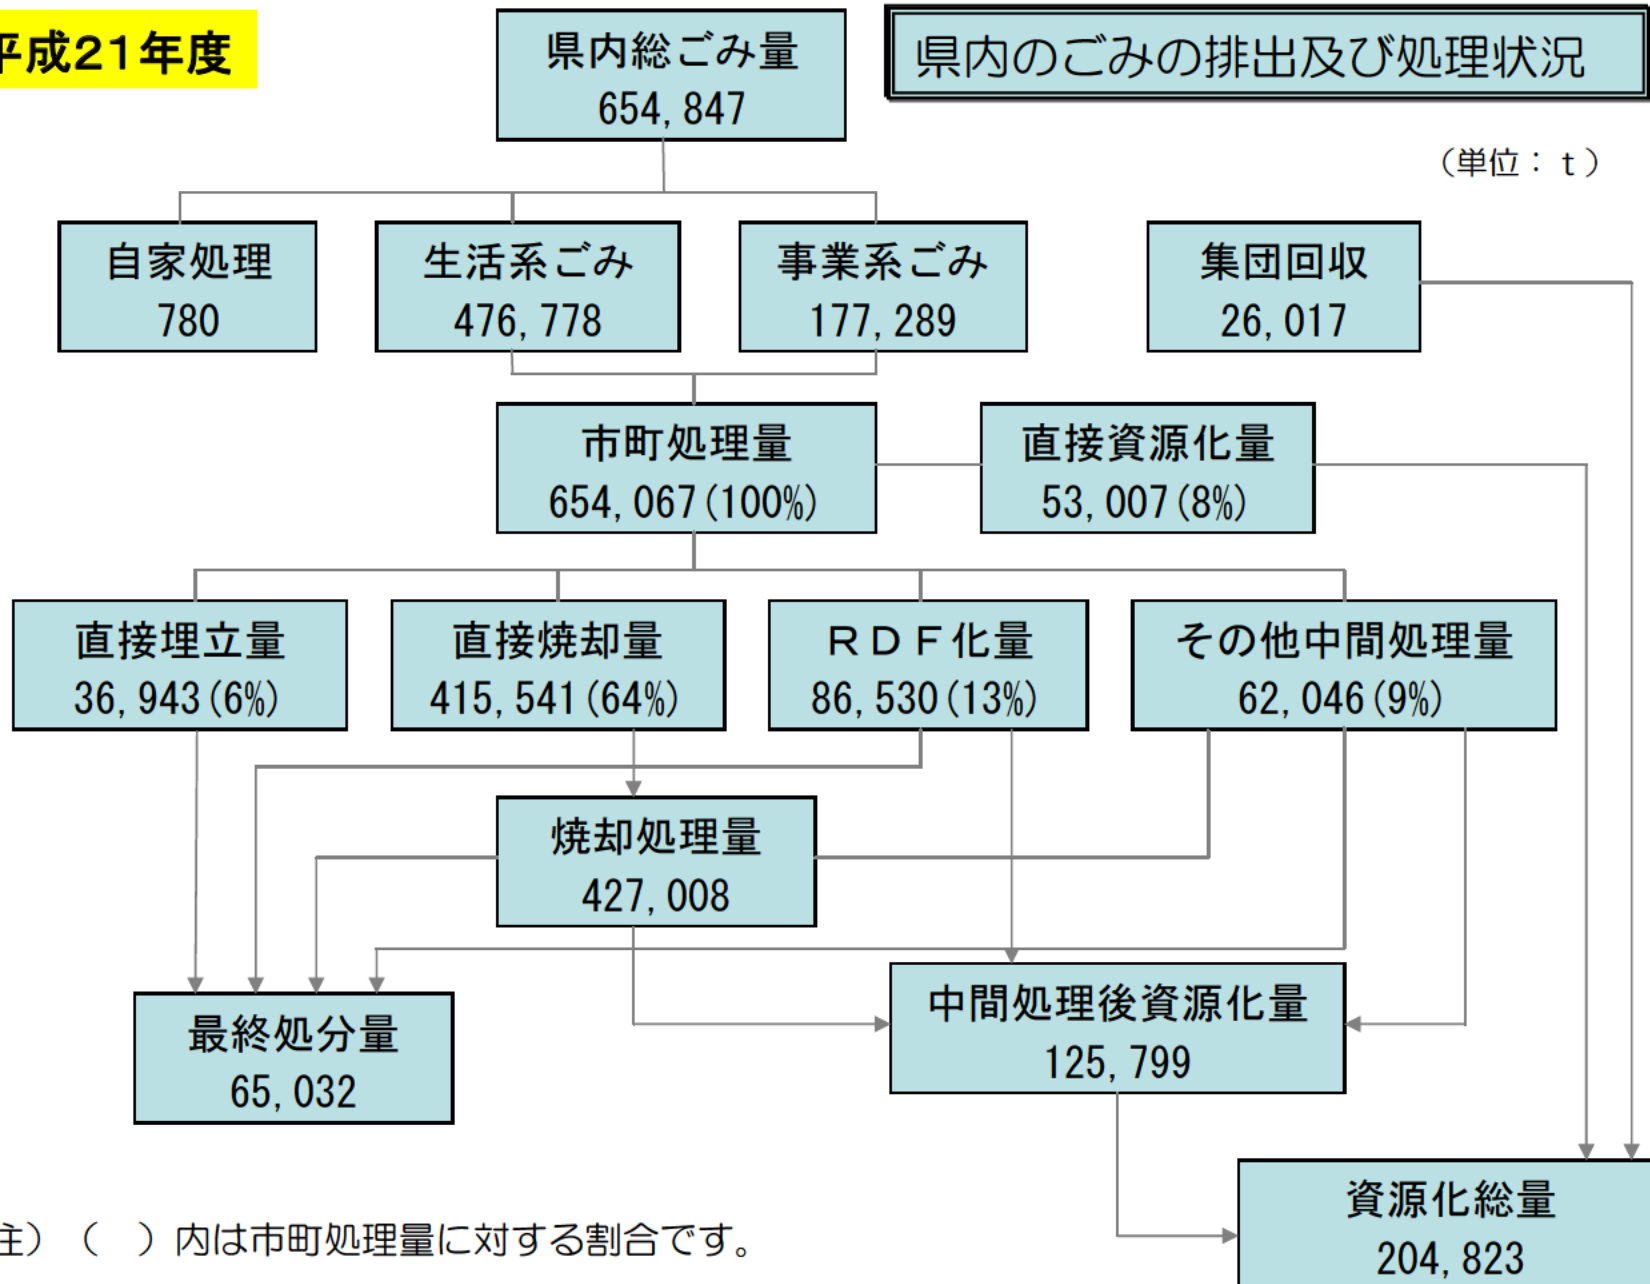 平成21年度
県内のごみの排出及び処理状況
(単位:t)
県内総ごみ量
654,847
自家処理
780
生活系ごみ
476,778
事業系ごみ
177,289
集団回収
26,017
市町処理量
654,067(100%)
直接資源化量
53,007(8%)
直接埋立量
36,943(6%)
直接焼却量
415,541(64%)
RDF化量
86,530(13%)
その他中間処理量
62,046(9%)
焼却処理量
427,008
最終処分量
65,032
中間処理後資源化量
125,799
資源化総量
204,823
注)( )内は市町処理量に対する割合です。